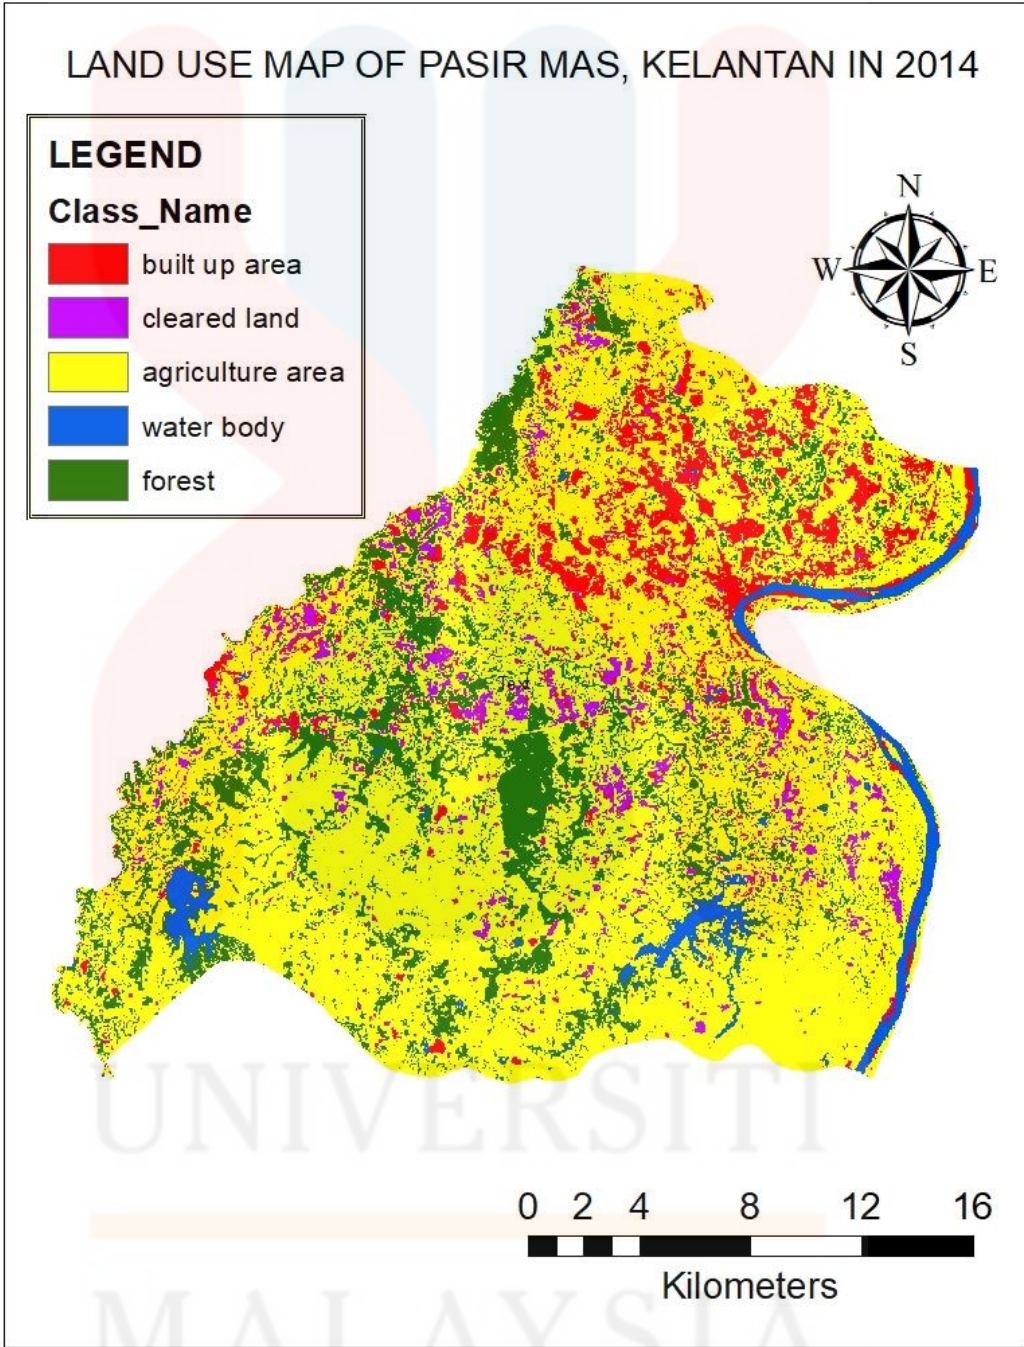 LAND USE MAP OF PASIR MAS, KELANTAN IN 2014
LEGEND
Class_Name
built up area
cleared land
agriculture area
water body
forest
N
W
E
S
Text
UNIVERSITI
0 2 4 8 12 16
Kilometers
MALAYSIA